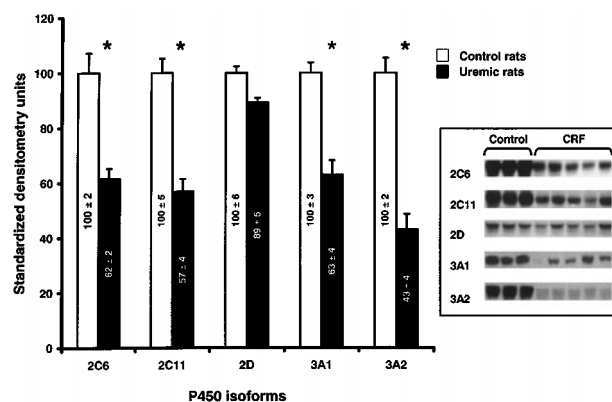 Standardized densitometry units
120
100
80
60
40
20
0
*
*
*
*
100 ± 2
62 ± 2
100 ± 5
57 ± 4
100 ± 6
89 ± 5
100 ± 3
63 ± 4
100 ± 2
43 ± 4
2C6
2C11
2D
3A1
3A2
P450 isoforms
Control rats
Uremic rats
Control
CRF
2C6
2C11
2D
3A1
3A2